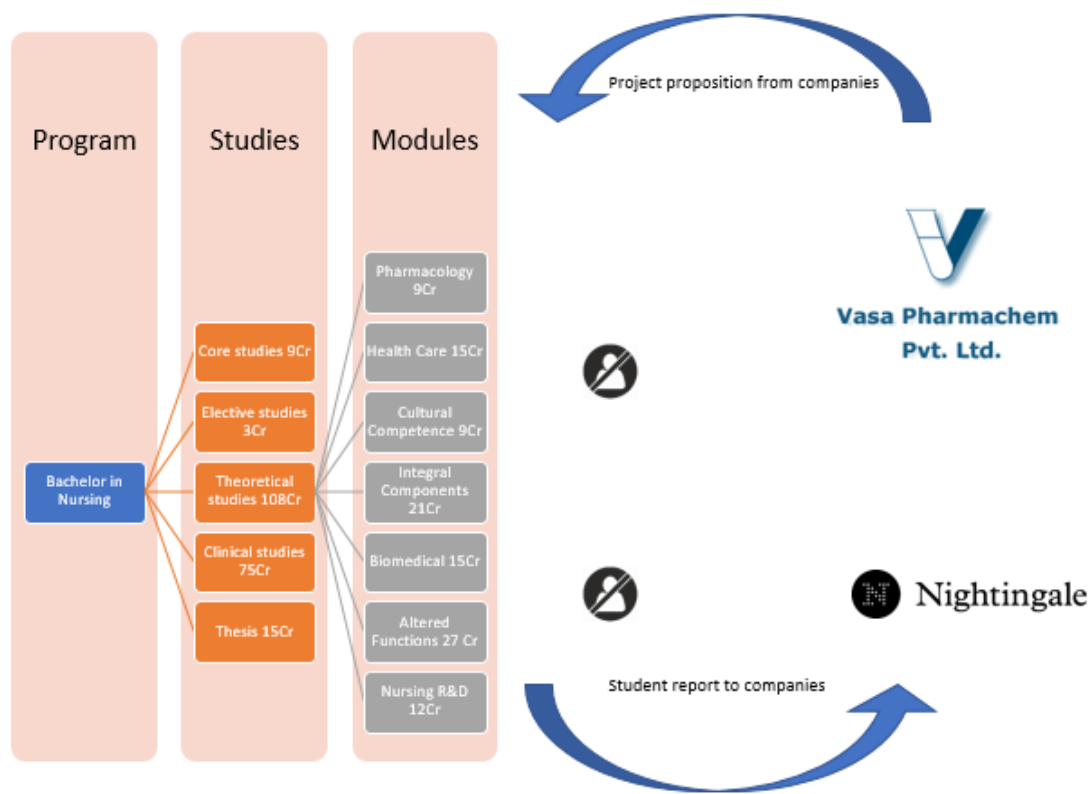 Program
Studies
Modules
Project proposition from companies
Bachelor in
Nursing
Core studies 9Cr
Elective studies
3Cr
Theoretical
studies 108Cr
Clinical studies
75Cr
Thesis 15Cr
Pharmacology
9Cr
Health Care 15Cr
Cultural
Competence 9Cr
Integral
Components
21Cr
Biomedical 15Cr
Altered
Functions 27 Cr
Nursing R&D
12Cr
Vasa Pharmachem
Pvt. Ltd.
N Nightingale
Student report to companies